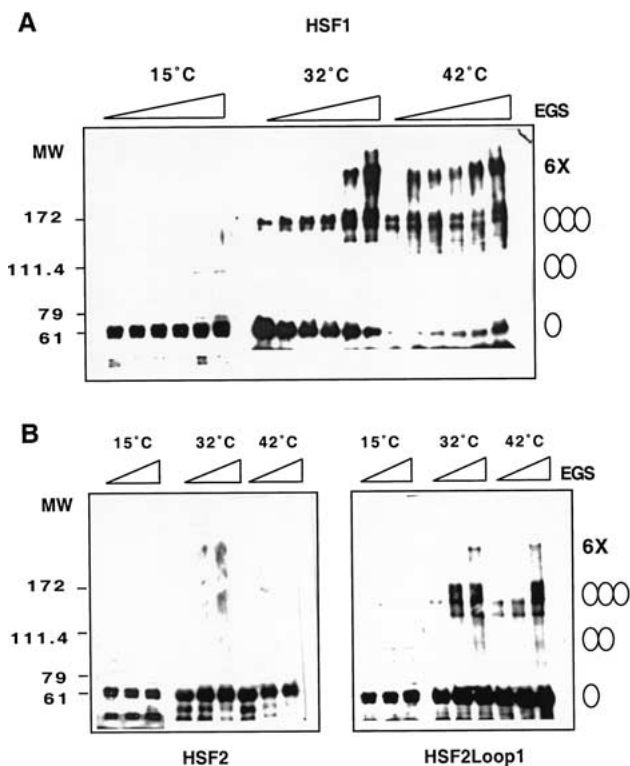 A
HSF1
15°C 32°C 42°C
EGS
MW
6X
172
111.4
79
61
B
15°C 32°C 42°C 15°C 32°C 42°C
EGS
MW
6X
172
111.4
79
61
HSF2 HSF2Loop1